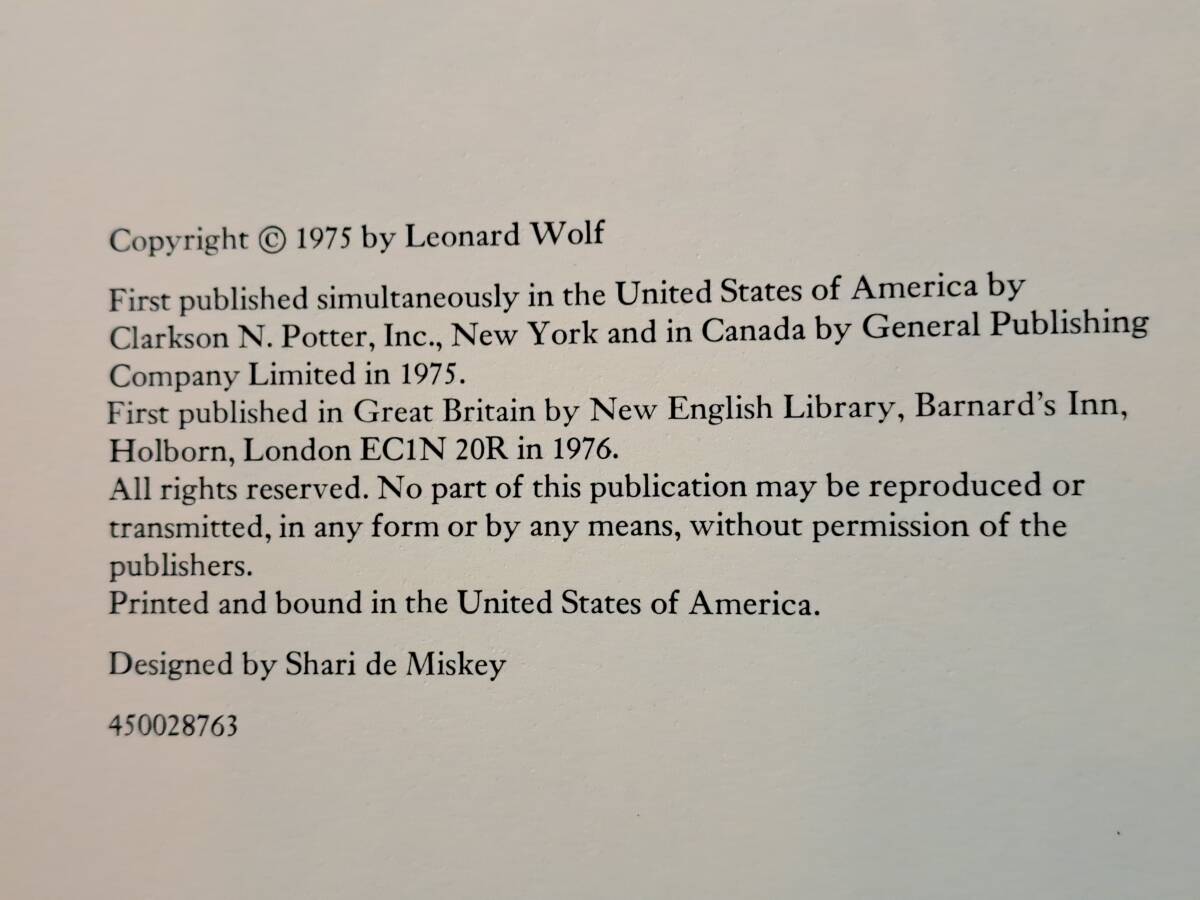 Copyright © 1975 by Leonard Wolf
First published simultaneously in the United States of America by
Clarkson N. Potter, Inc., New York and in Canada by General Publishing
Company Limited in 1975.
First published in Great Britain by New English Library, Barnard's Inn,
Holborn, London EC1N 20R in 1976.
All rights reserved. No part of this publication may be reproduced or
transmitted, in any form or by any means, without permission of the
publishers.
Printed and bound in the United States of America.
Designed by Shari de Miskey
450028763